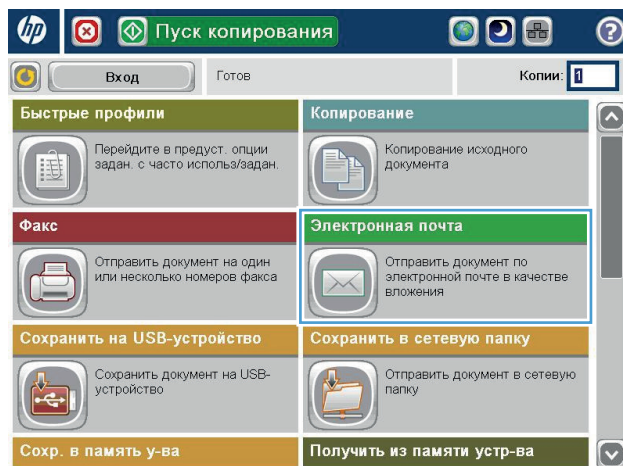 hp
Пуск копирования
?
Вход
Готов
Копии: 1
Быстрые профили
Перейдите в предуст. опции
задан. с часто использ/задан.
Копирование
Копирование исходного
документа
Факс
Отправить документ на один
или несколько номеров факса
Электронная почта
Отправить документ по
электронной почте в качестве
вложения
Сохранить на USB-устройство
Сохранить документ на USB-
устройство
Сохранить в сетевую папку
Отправить документ в сетевую
папку
Сохр. в память у-ва
Получить из памяти устр-ва